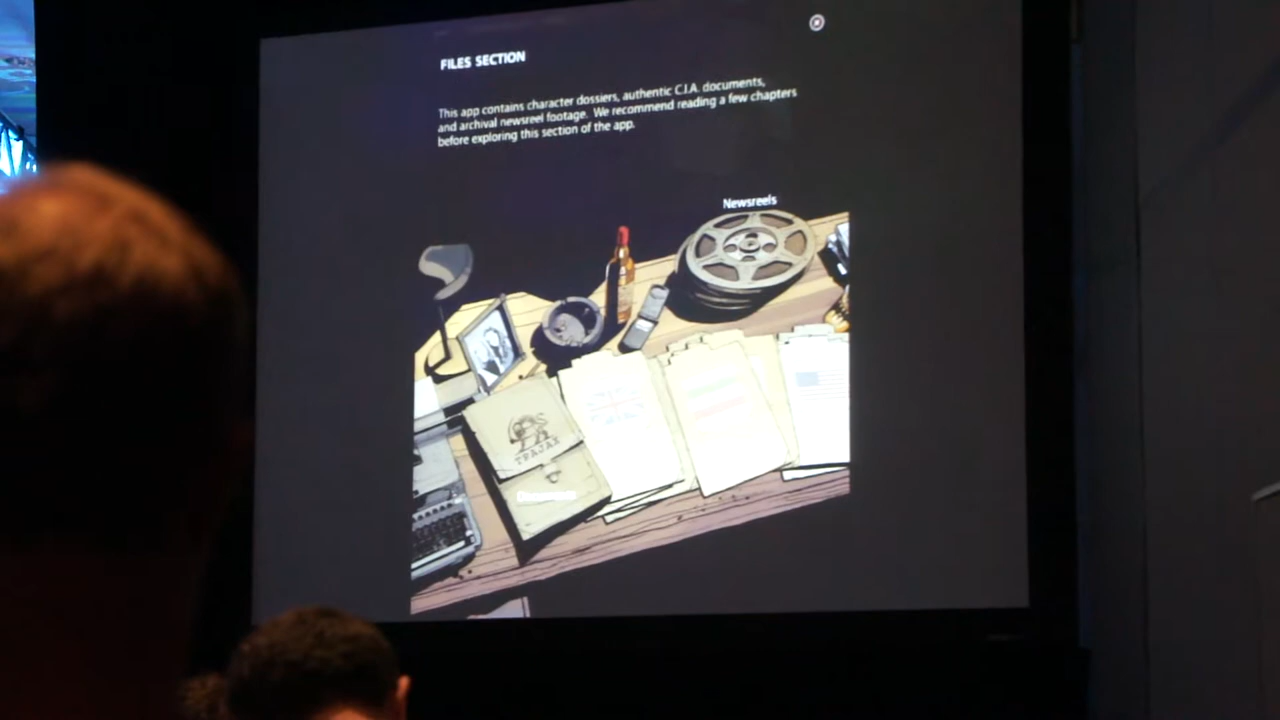 FILES SECTION
This app contains character dossiers, authentic C.I.A. documents,
and archival newsreel footage. We recommend reading a few chapters
before exploring this section of the app.
Newsreels
TPAJAX